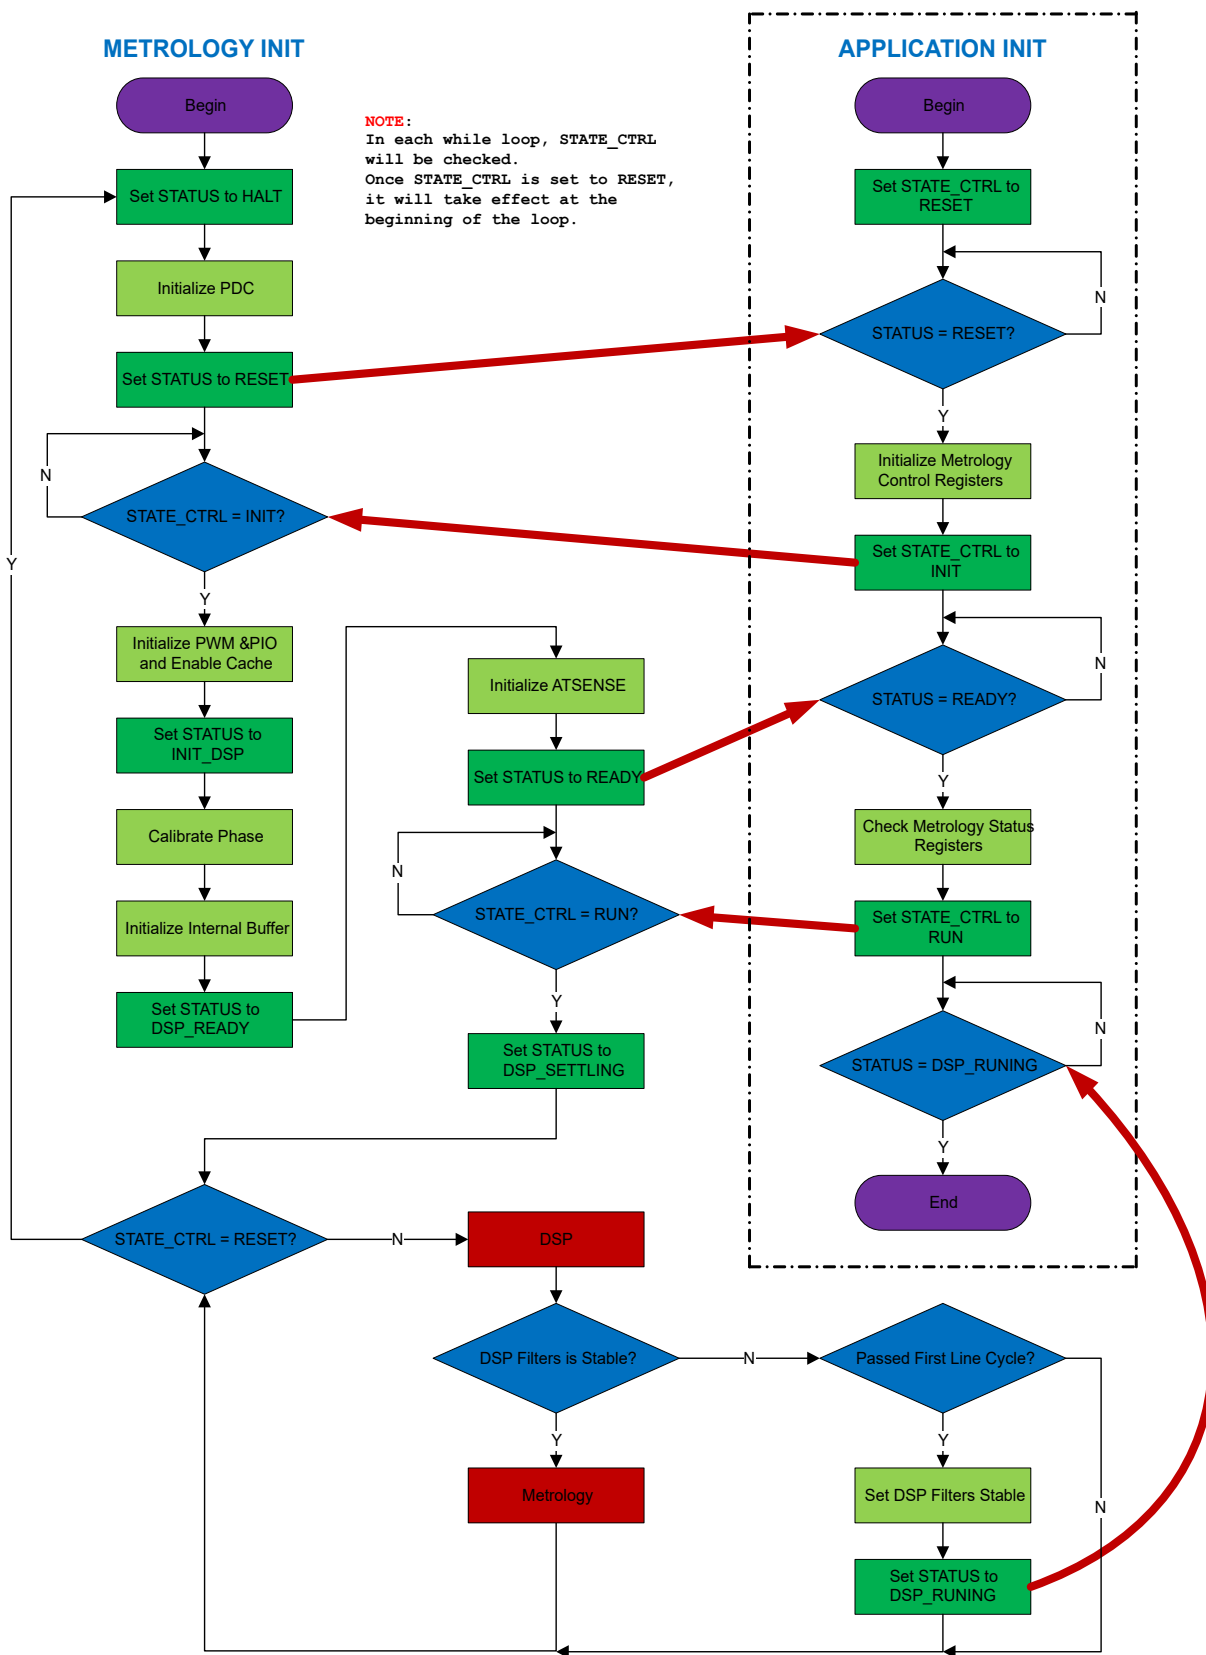 METROLOGY INIT
Begin
Set STATUS to HALT
Initialize PDC
Set STATUS to RESET
N
STATE_CTRL = INIT?
Y
Y
Initialize PWM &PIO
and Enable Cache
Set STATUS to
INIT_DSP
Calibrate Phase
Initialize Internal Buffer
Set STATUS to
DSP_READY
NOTE:
In each while loop, STATE_CTRL
will be checked.
Once STATE_CTRL is set to RESET,
it will take effect at the
beginning of the loop.
Initialize ATSENSE
Set STATUS to READY
N
STATE_CTRL = RUN?
Y
Set STATUS to
DSP_SETTLING
APPLICATION INIT
Begin
Set STATE_CTRL to
RESET
N
STATUS = RESET?
Y
Initialize Metrology
Control Registers
Set STATE_CTRL to
INIT
N
STATUS = READY?
Y
Check Metrology Status
Registers
Set STATE_CTRL to
RUN
N
STATUS = DSP_RUNING
Y
End
STATE_CTRL = RESET?
N
DSP
DSP Filters is Stable?
N
Passed First Line Cycle?
Y
Y
Metrology
Set DSP Filters Stable
N
Set STATUS to
DSP_RUNING